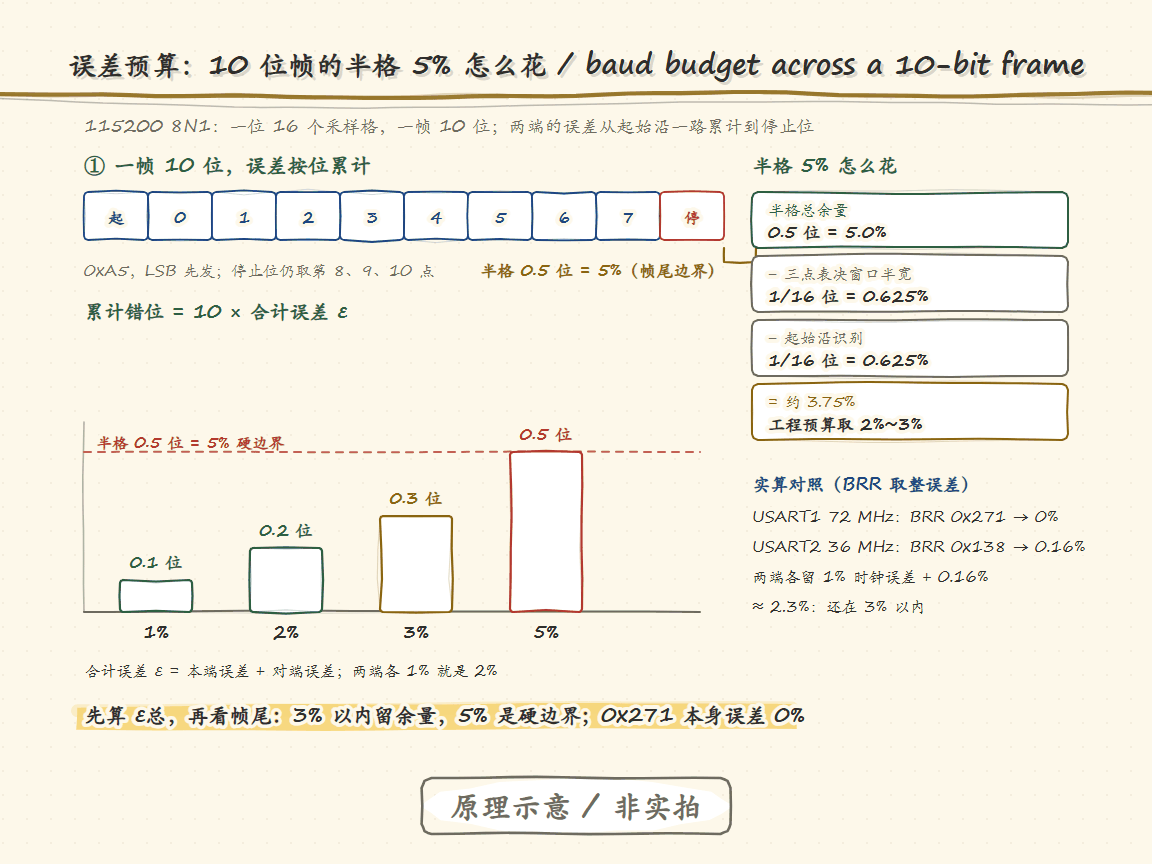 误差预算：10 位帧的半格 5% 怎么花 / baud budget across a 10-bit frame
115200 8N1：一位 16 个采样格，一帧 10 位；两端的误差从起始沿一路累计到停止位
① 一帧 10 位，误差按位累计
起 0 1 2 3 4 5 6 7 停
0xA5，LSB 先发；停止位仍取第 8、9、10 点
半格 0.5 位 = 5%（帧尾边界）
累计错位 = 10 × 合计误差 ε
半格 0.5 位 = 5% 硬边界
0.1 位
0.2 位
0.3 位
0.5 位
1% 2% 3% 5%
合计误差 ε = 本端误差 + 对端误差；两端各 1% 就是 2%
半格 5% 怎么花
半格总余量
0.5 位 = 5.0%
- 三点表决窗口半宽
1/16 位 = 0.625%
- 起始沿识别
1/16 位 = 0.625%
= 约 3.75%
工程预算取 2%~3%
实算对照（BRR 取整误差）
USART1 72 MHz：BRR 0x271 → 0%
USART2 36 MHz：BRR 0x138 → 0.16%
两端各留 1% 时钟误差 + 0.16%
≈ 2.3%：还在 3% 以内
先算 ε总，再看帧尾：3% 以内留余量，5% 是硬边界；0x271 本身误差 0%
原理示意 / 非实拍